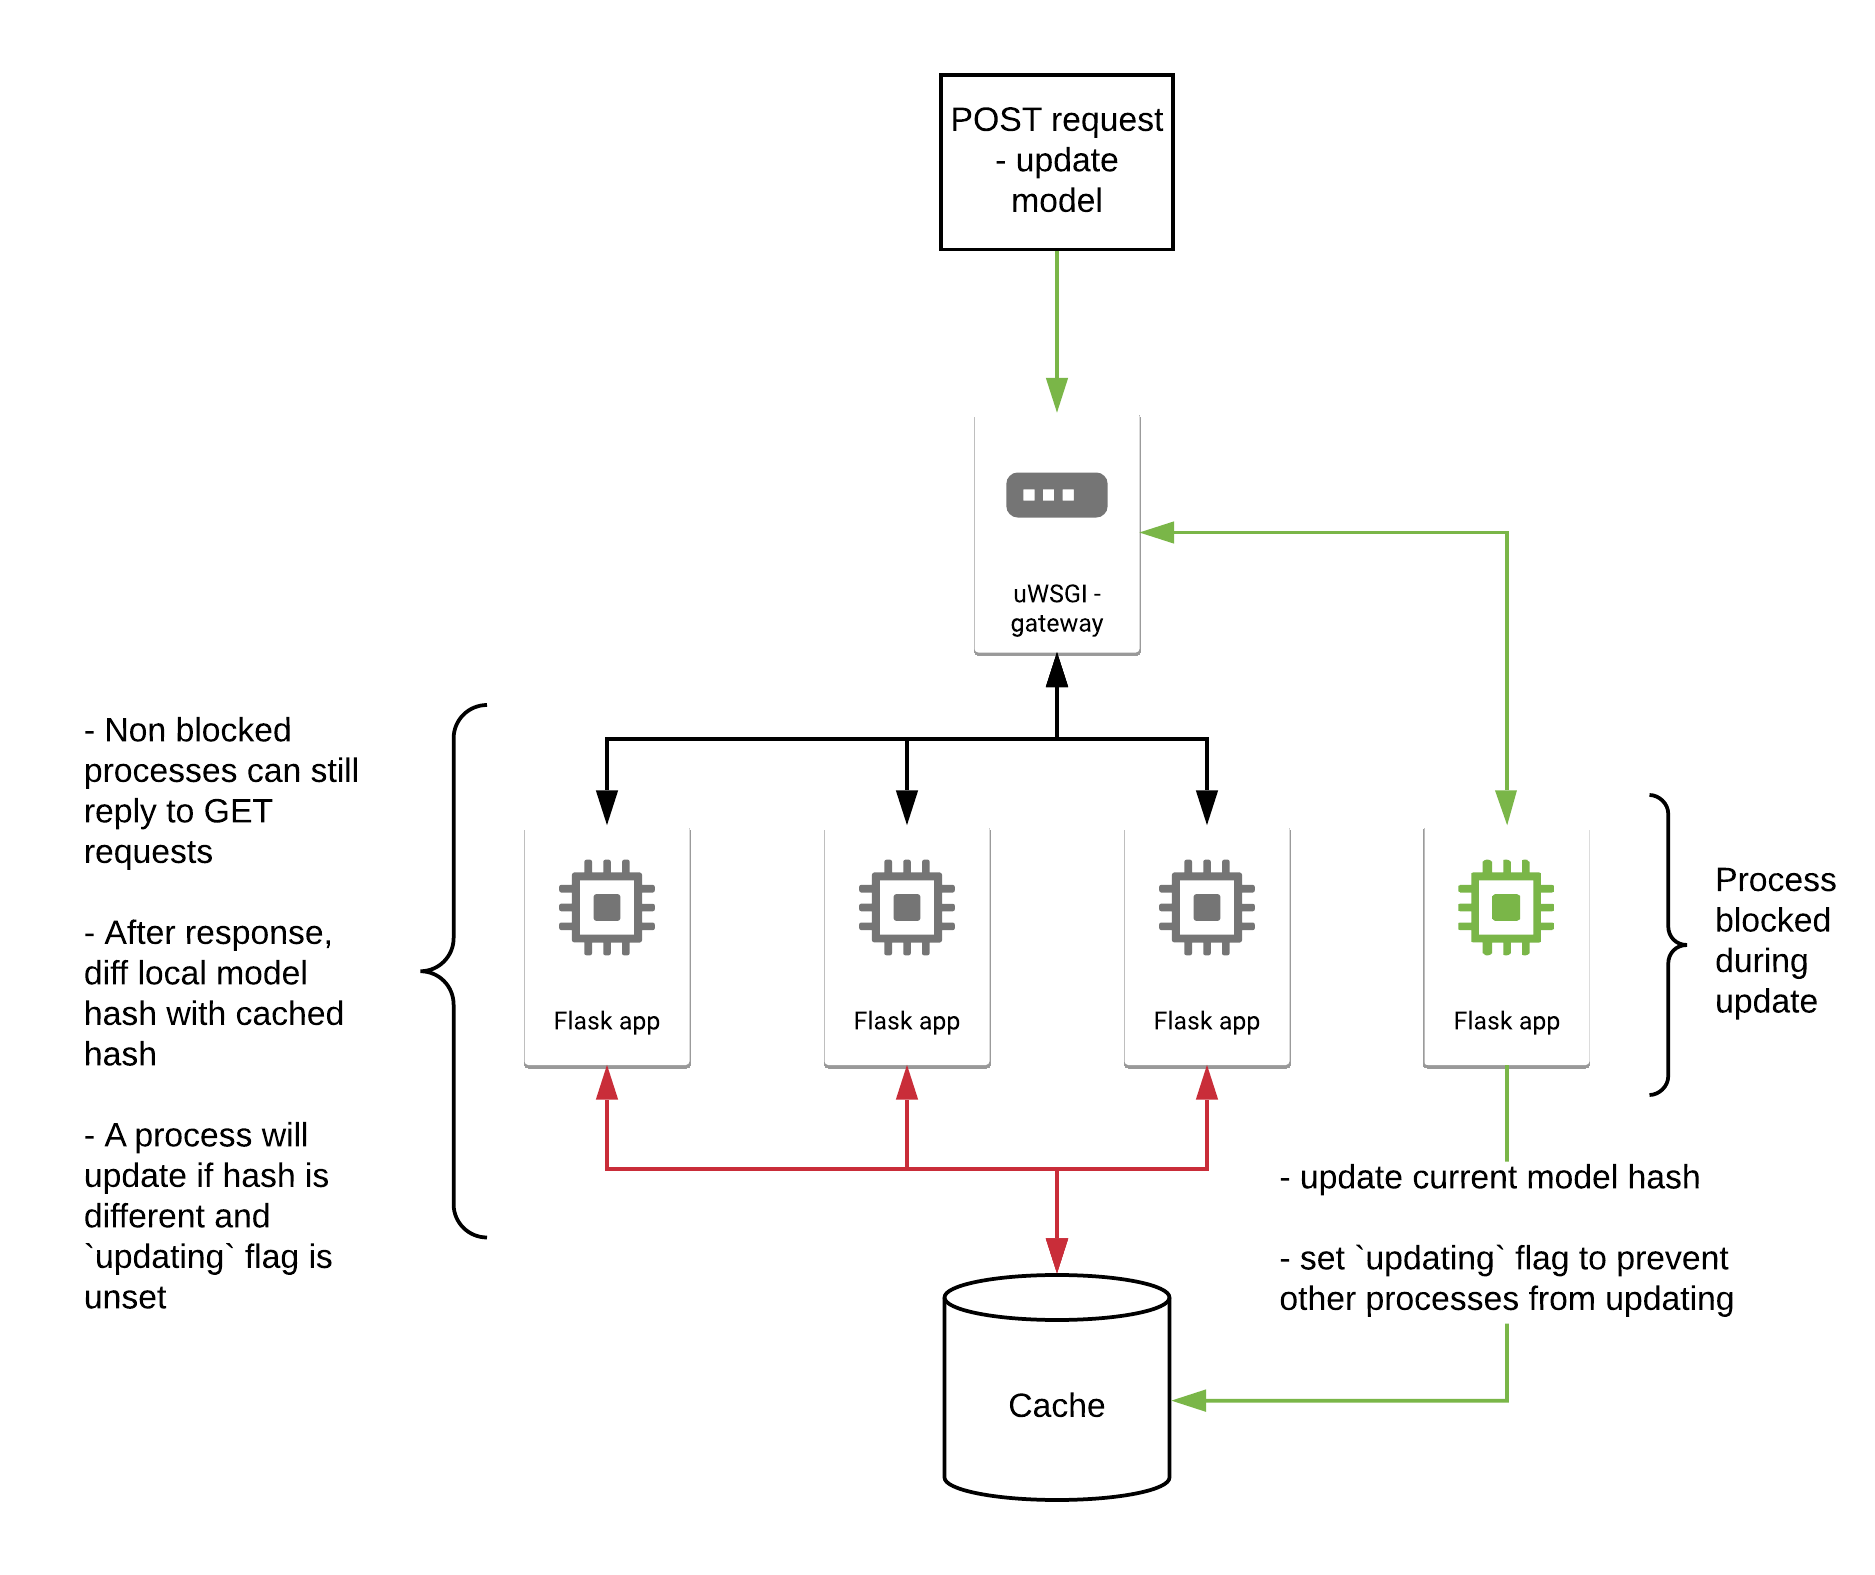 POST request
- update
model
uWSGI -
gateway
- Non blocked
processes can still
reply to GET
requests
- After response,
diff local model
hash with cached
hash
- A process will
update if hash is
different and
`updating` flag is
unset
Flask app
Flask app
Flask app
Flask app
Process
blocked
during
update
- update current model hash
- set `updating` flag to prevent
other processes from updating
Cache